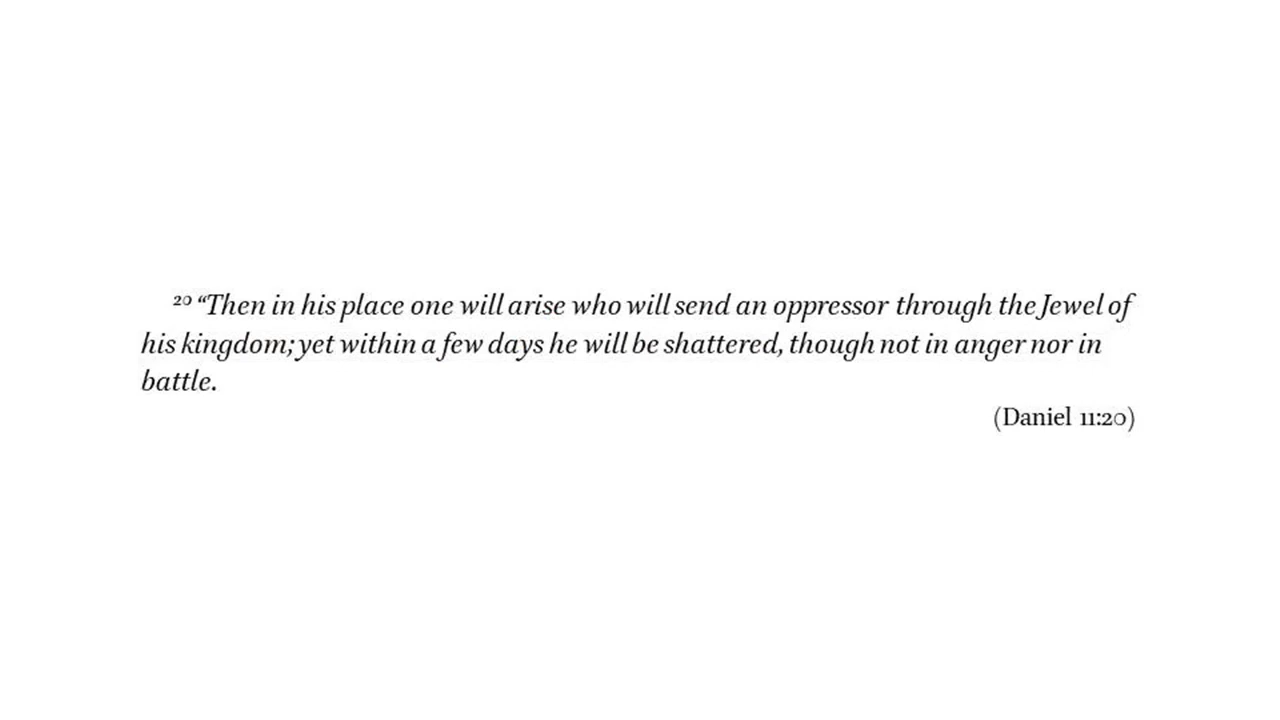 20 “Then in his place one will arise who will send an oppressor through the Jewel of
his kingdom; yet within a few days he will be shattered, though not in anger nor in
battle.
(Daniel 11:20)